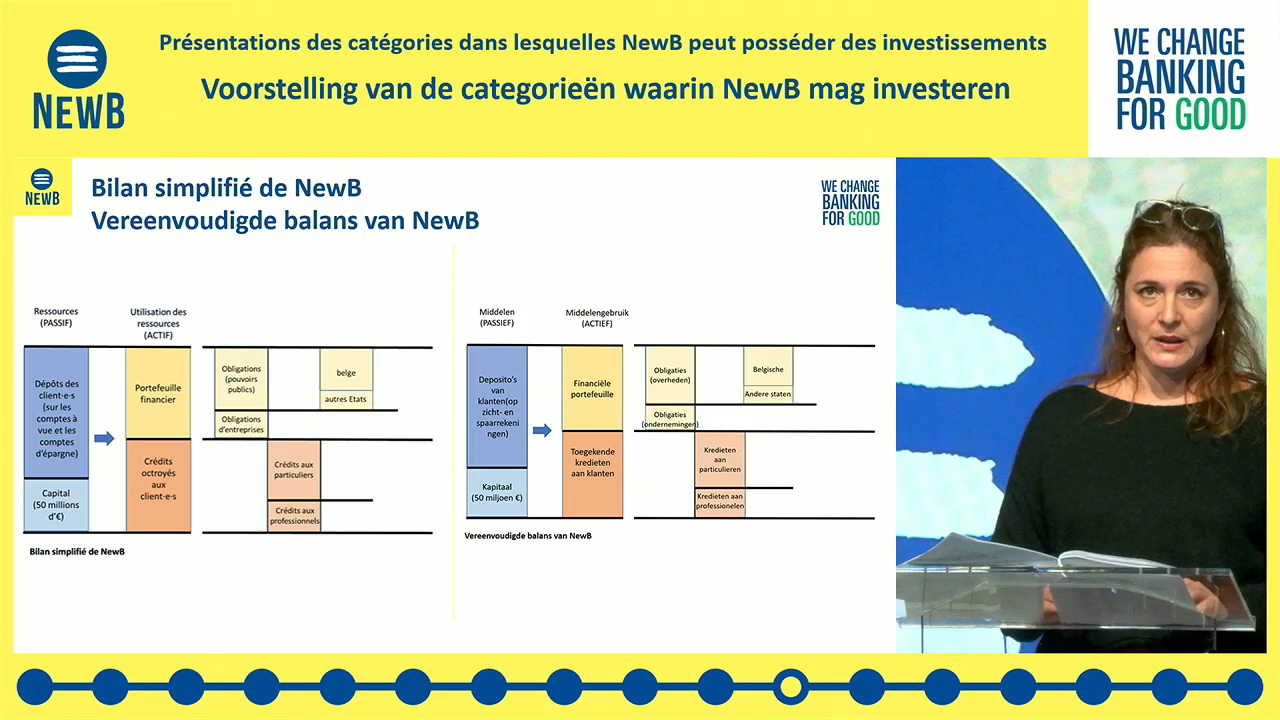 NEWB
Présentations des catégories dans lesquelles NewB peut posséder des investissements
Voorstelling van de categorieën waarin NewB mag investeren
WE CHANGE
BANKING
FOR GOOD
NEWB
Bilan simplifié de NewB
Vereenvoudigde balans van NewB
WE CHANGE
BANKING
FOR GOOD
Ressources
(PASSIF)
Utilisation des
ressources
(ACTIF)
Dépôts des
client·e·s
(sur les
comptes à
vue et les
comptes
d'épargne)
Capital
(50 millions
d'€)
Portefeuille
financier
Crédits
octroyés
aux
client·e·s
Obligations
(pouvoirs
publics)
Obligations
d'entreprises
belge
autres Etats
Crédits aux
particuliers
Crédits aux
professionnels
Bilan simplifié de NewB
Middelen
(PASSIEF)
Middelengebruik
(ACTIEF)
Deposito's
van
klanten(op
zicht- en
spaarrekeni
ngen)
Kapitaal
(50 miljoen €)
Financiële
portefeuille
Toegekende
kredieten
aan klanten
Obligaties
(overheden)
Obligaties
(ondernemingen)
Belgische
Andere staten
Kredieten
aan
particulieren
Kredieten aan
professionelen
Vereenvoudigde balans van NewB